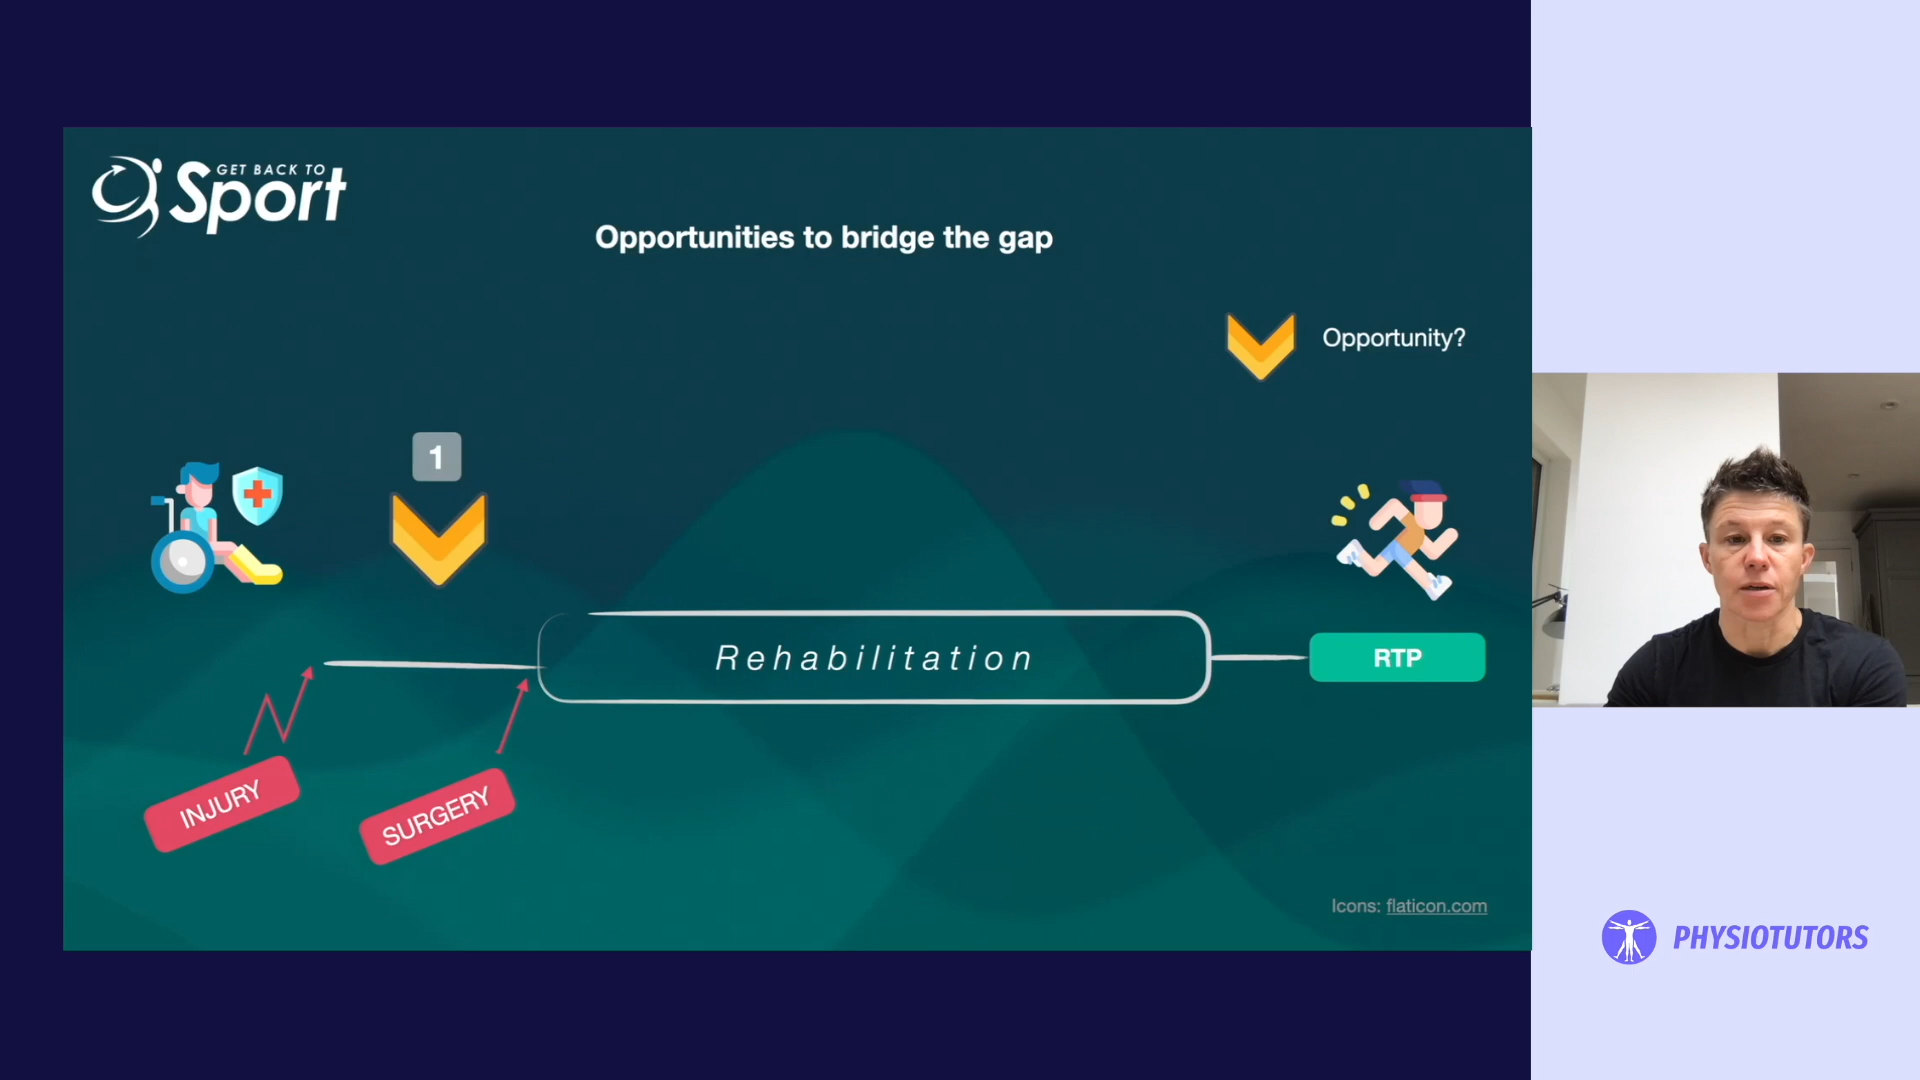 GET BACK TO
Sport
Opportunities to bridge the gap
Opportunity?
1
Rehabilitation
RTP
INJURY
SURGERY
Icons: flaticon.com
PHYSIOTUTORS